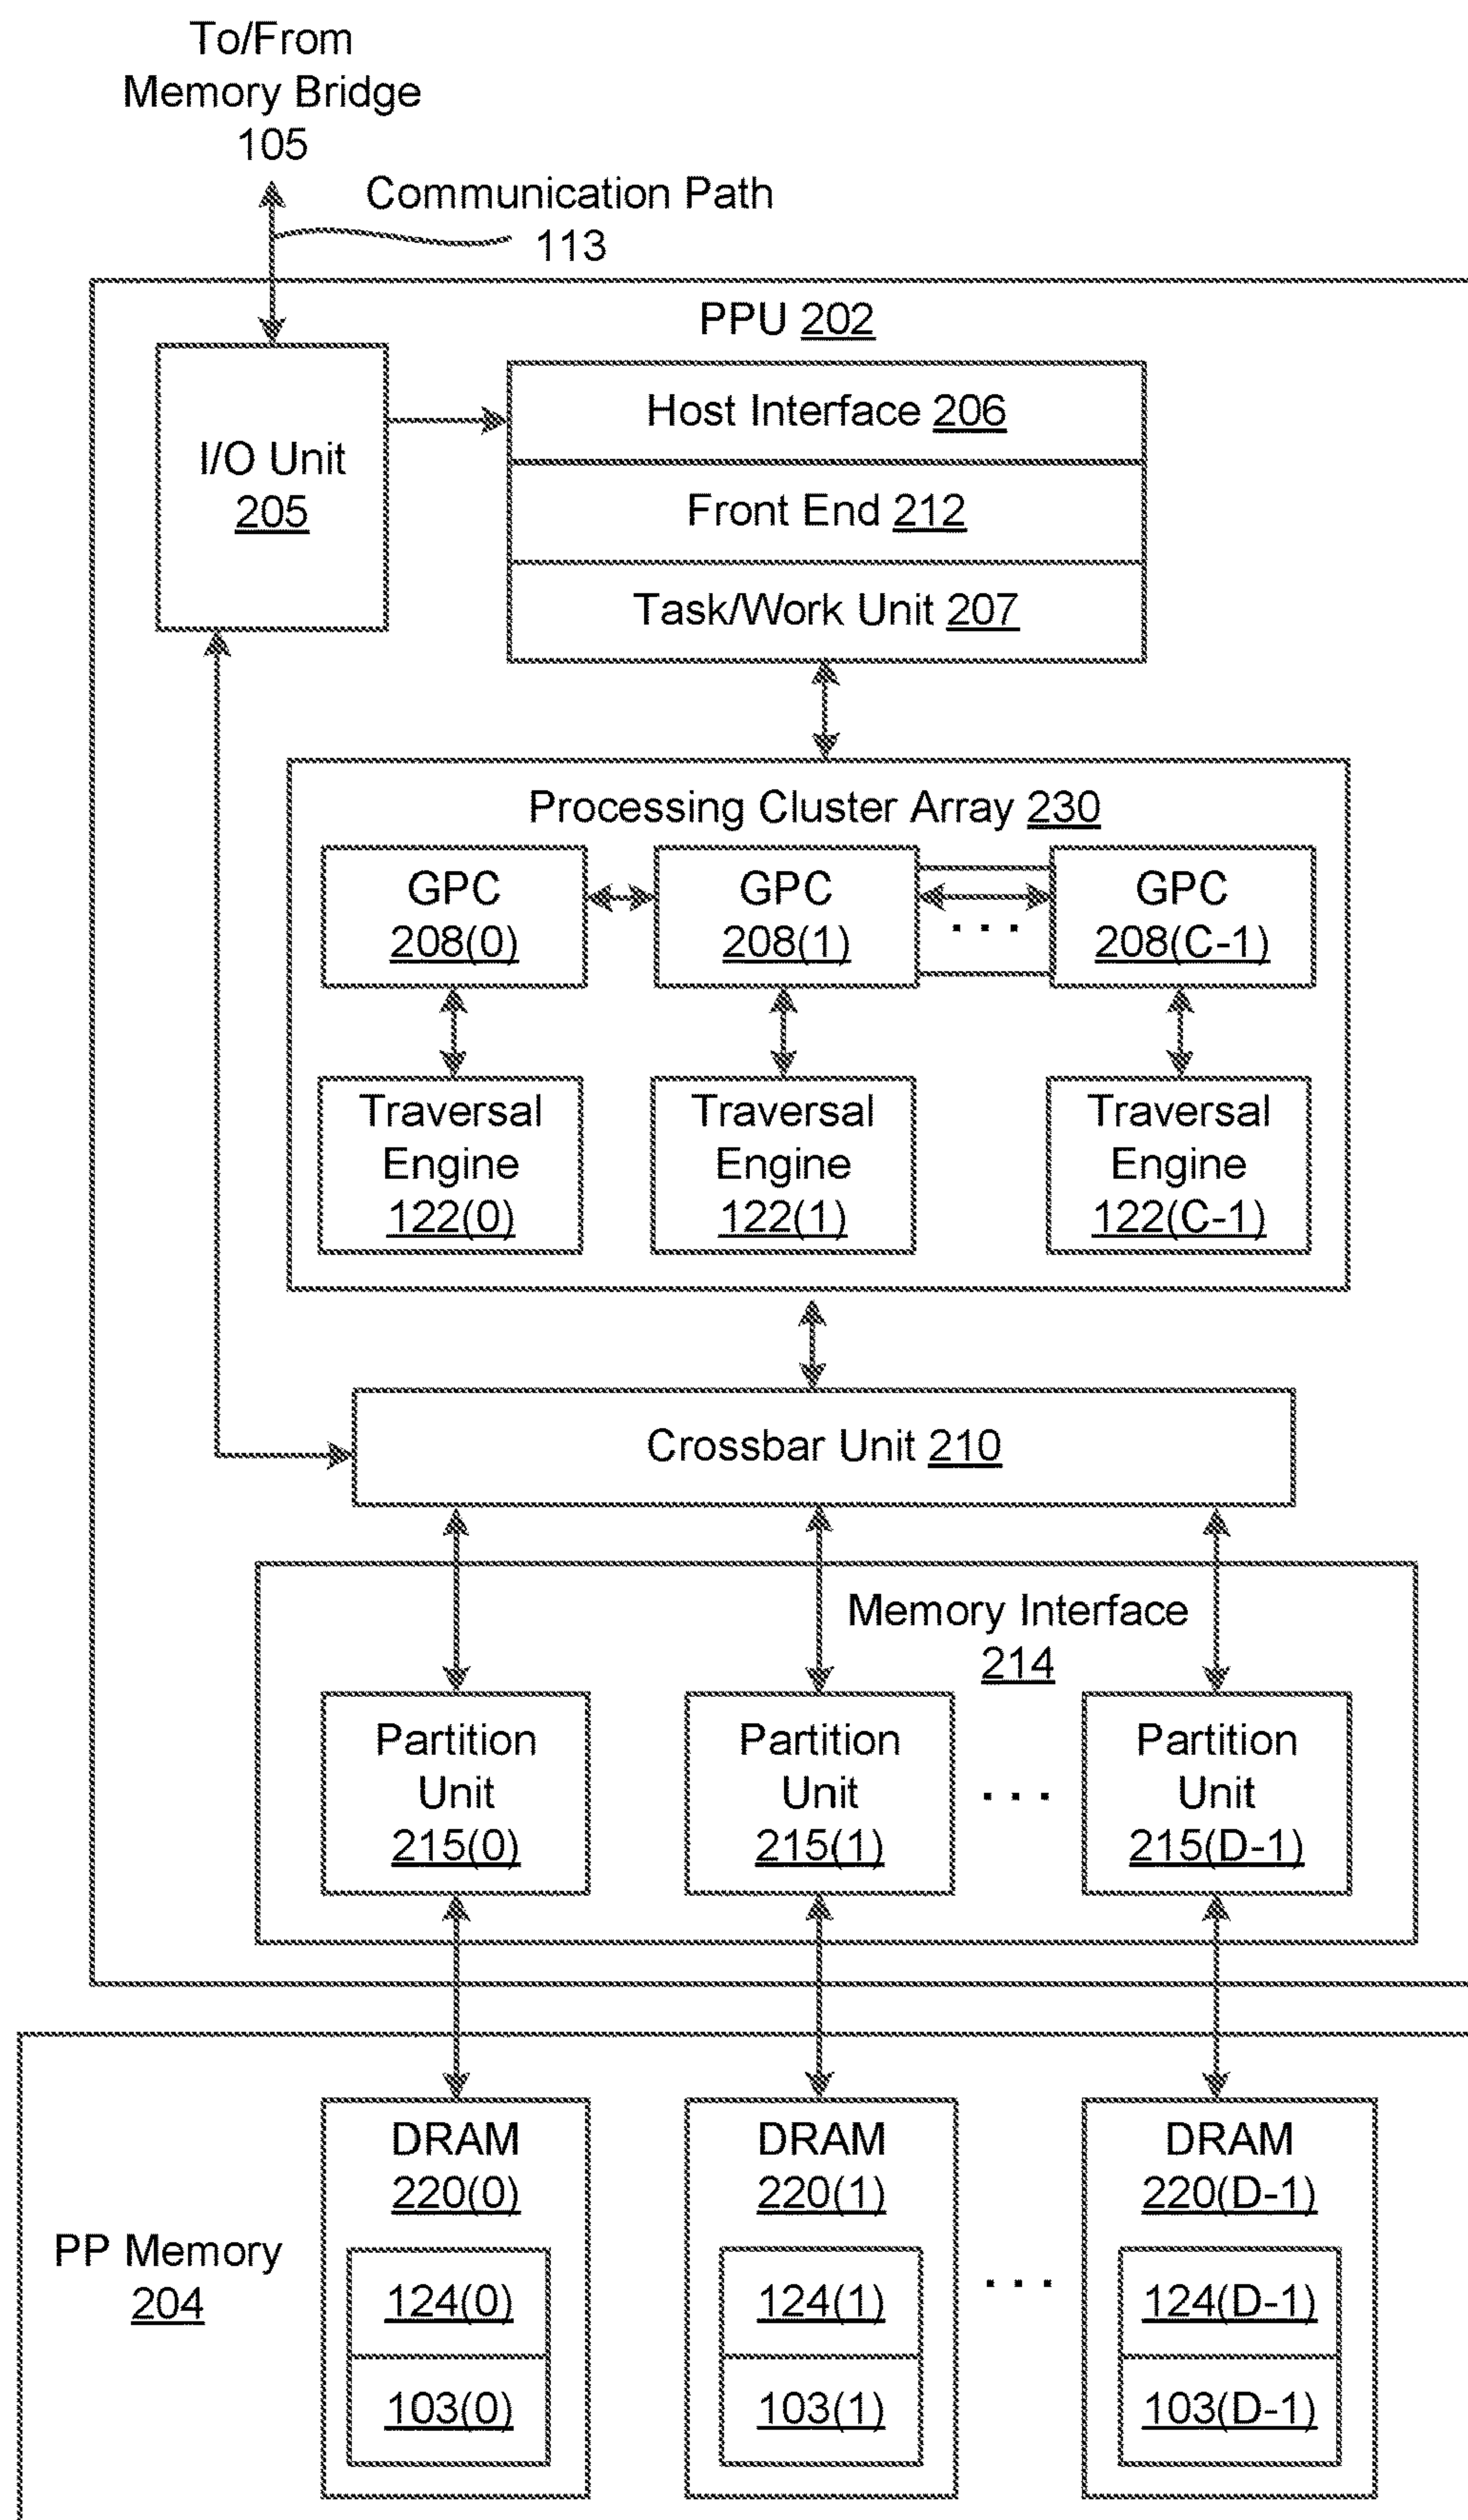 To/From
Memory Bridge
105
Communication Path
113
PPU 202
I/O Unit
205
Host Interface 206
Front End 212
Task/Work Unit 207
Processing Cluster Array 230
GPC
208(0)
GPC
208(1)
. . .
GPC
208(C-1)
Traversal
Engine
122(0)
Traversal
Engine
122(1)
Traversal
Engine
122(C-1)
Crossbar Unit 210
Memory Interface
214
Partition
Unit
215(0)
Partition
Unit
215(1)
. . .
Partition
Unit
215(D-1)
PP Memory
204
DRAM
220(0)
124(0)
103(0)
DRAM
220(1)
124(1)
103(1)
. . .
DRAM
220(D-1)
124(D-1)
103(D-1)